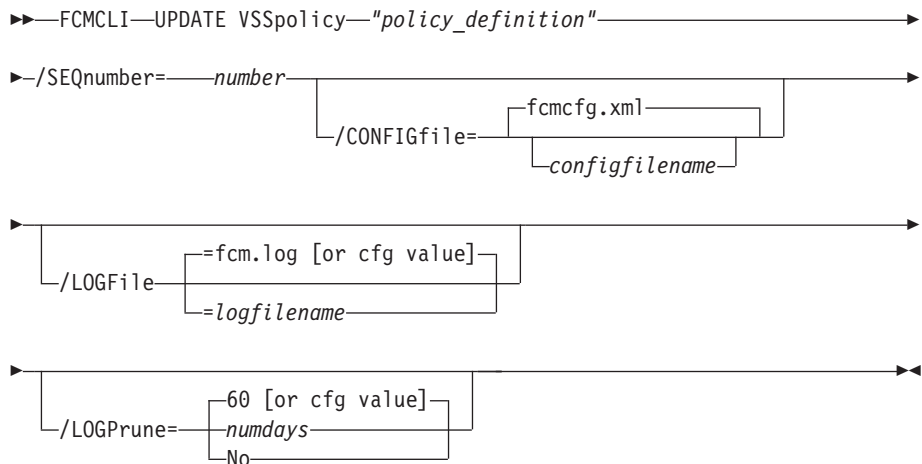 FCMCLI UPDATE VSSpolicy "policy_definition"
/SEQnumber= number
fcmcfg.xml
/CONFIGfile=
configfilename
=fcm.log [or cfg value]
/LOGFile
=logfilename
60 [or cfg value]
/LOGPrune= numdays
No